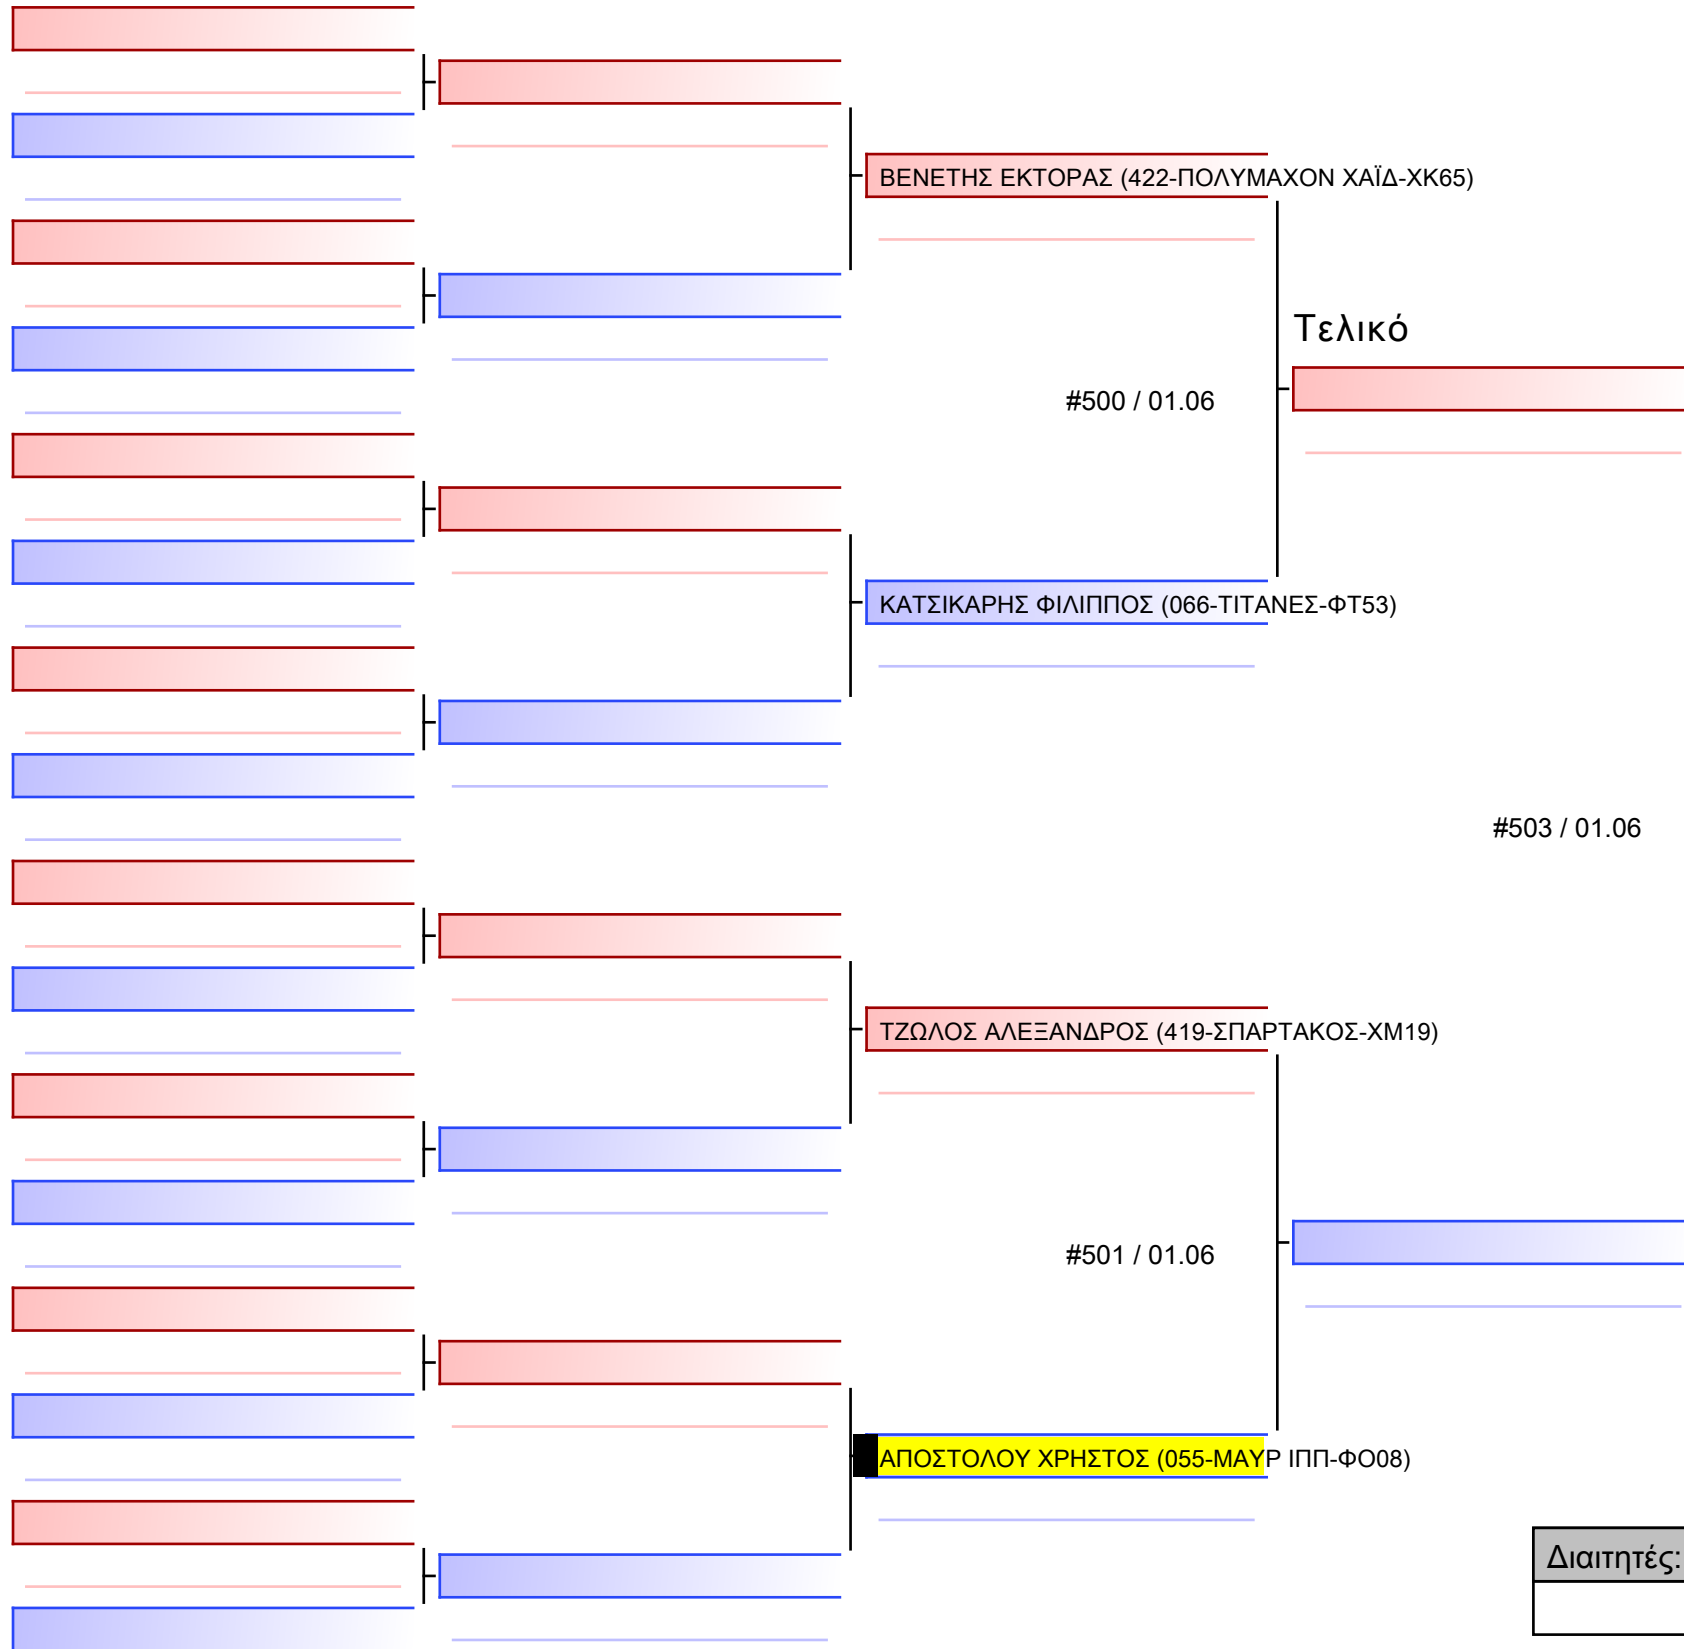 ΒΕΝΕΤΗΣ ΕΚΤΟΡΑΣ (422-ΠΟΛΥΜΑΧΟΝ ΧΑΪΔ-ΧΚ65)
Τελικό
#500 / 01.06
ΚΑΤΣΙΚΑΡΗΣ ΦΙΛΙΠΠΟΣ (066-ΤΙΤΑΝΕΣ-ΦΤ53)
#503 / 01.06
ΤΖΩΛΟΣ ΑΛΕΞΑΝΔΡΟΣ (419-ΣΠΑΡΤΑΚΟΣ-ΧΜ19)
#501 / 01.06
ΑΠΟΣΤΟΛΟΥ ΧΡΗΣΤΟΣ (055-ΜΑΥΡ ΙΠΠ-ΦΟ08)
Διαιτητές: